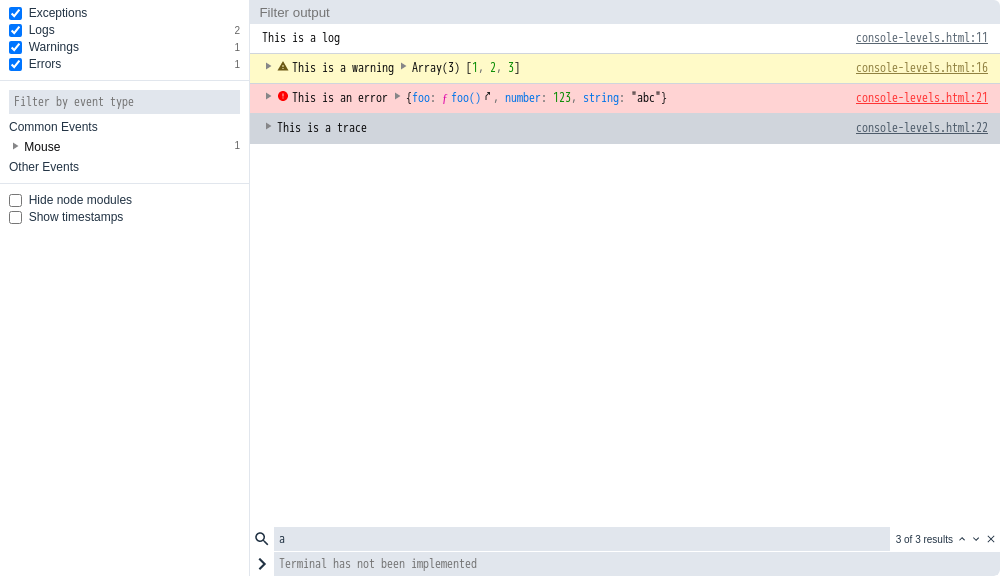 Exceptions
Logs 2
Warnings 1
Errors 1
Filter by event type
Common Events
Mouse 1
Other Events
Hide node modules
Show timestamps
Filter output
This is a log console-levels.html:11
This is a warning Array(3) [1, 2, 3] console-levels.html:16
This is an error {foo: ƒ foo(), number: 123, string: "abc"} console-levels.html:21
This is a trace console-levels.html:22
a 3 of 3 results
Terminal has not been implemented